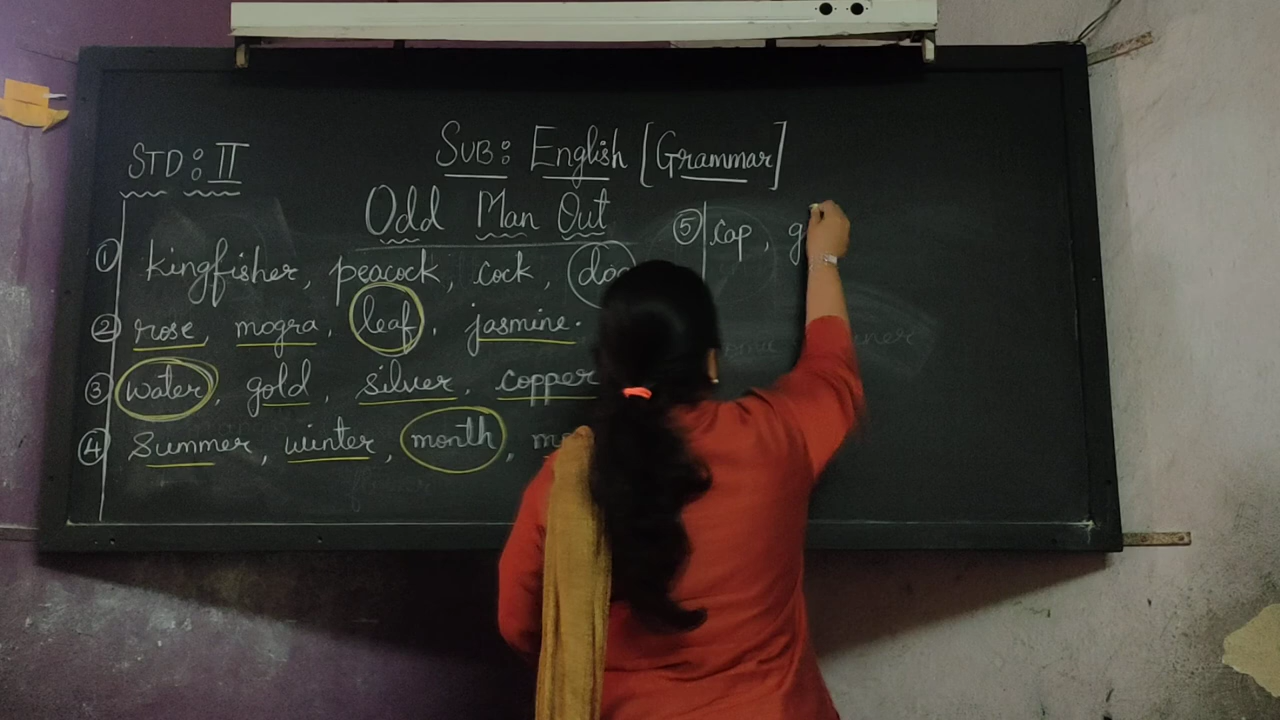 STD: II
SUB: English [Grammar]
Odd Man Out
① kingfisher, peacock, cock,
② rose, mogra, leaf, jasmine.
③ water, gold, silver, copper
④ Summer, winter, month,
⑤ cap,